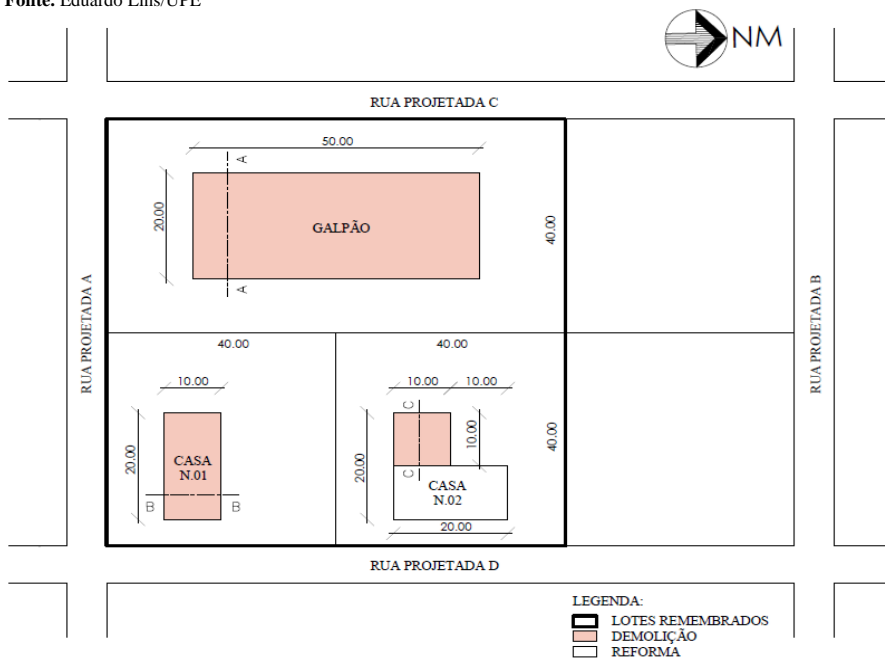 Fonte. Eduardo Lins/UPE
NM
RUA PROJETADA C
50.00
A
20.00
GALPÃO
40.00
A
RUA PROJETADA A
RUA PROJETADA B
40.00
40.00
10.00
10.00
10.00
C
20.00
20.00
10.00
40.00
CASA
N.01
C
CASA
N.02
B
B
20.00
RUA PROJETADA D
LEGENDA:
LOTES REMEMBRADOS
DEMOLIÇÃO
REFORMA